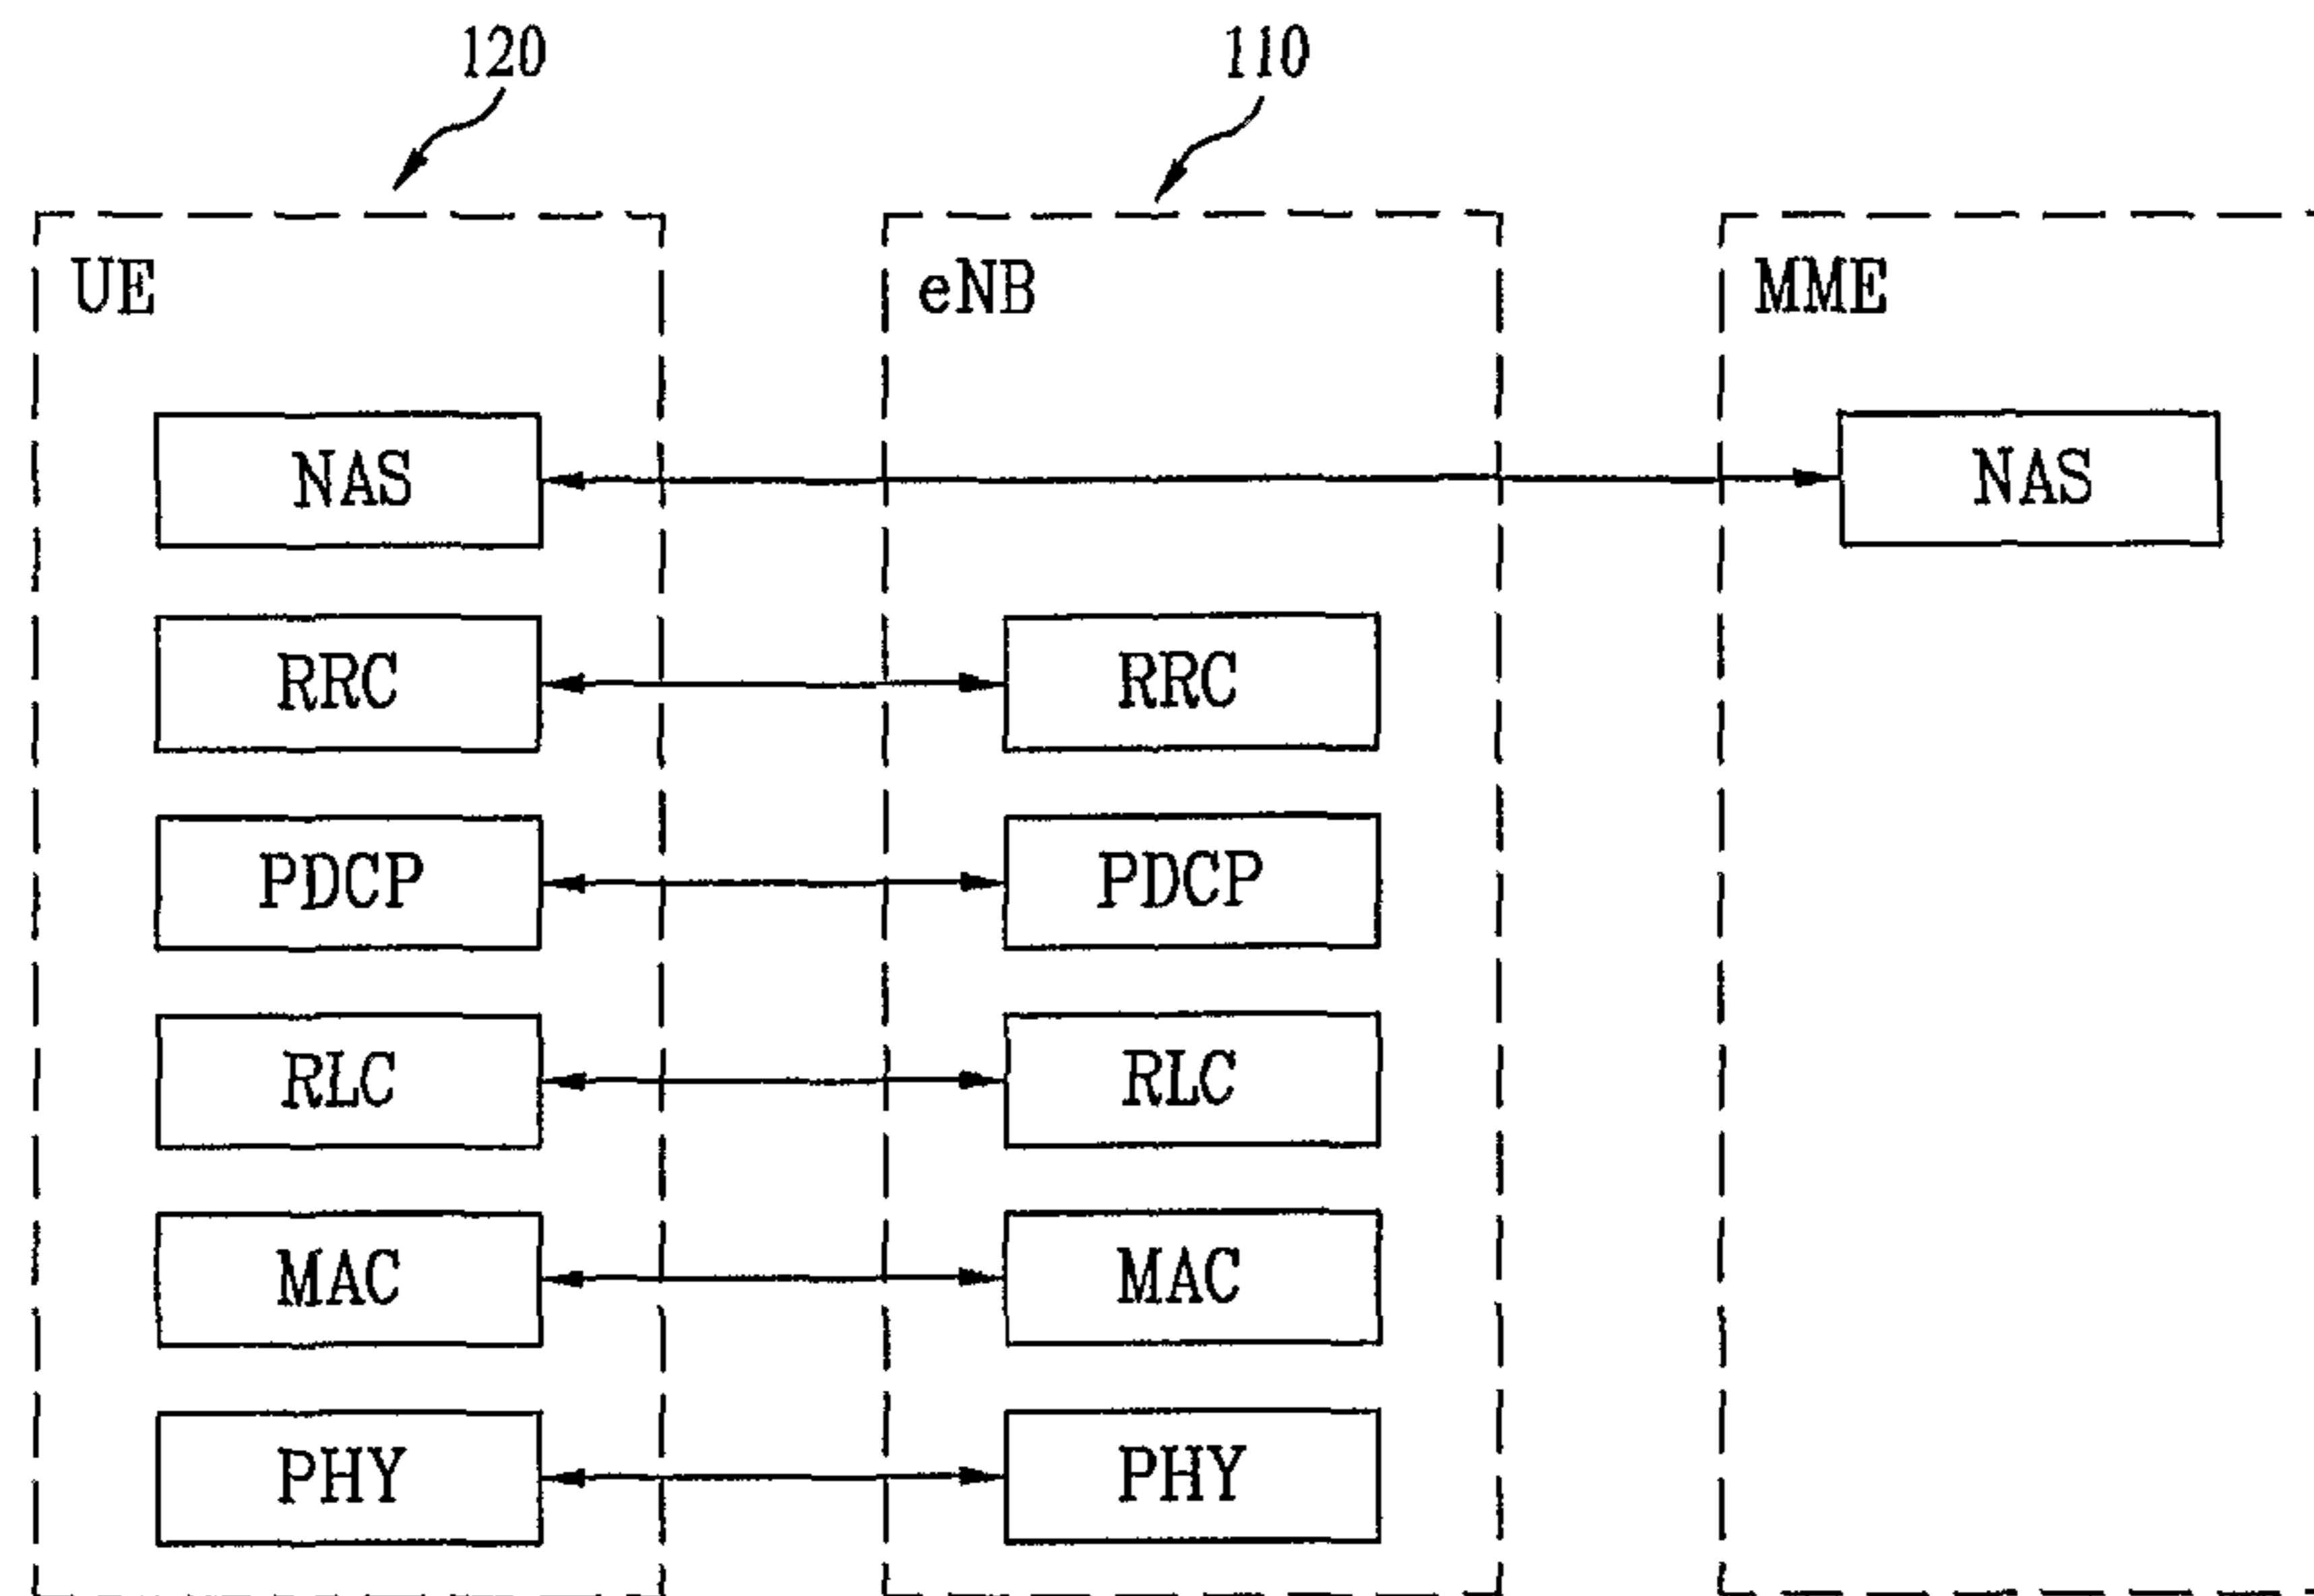 120 110
UE eNB MME
NAS NAS
RRC RRC
PDCP PDCP
RLC RLC
MAC MAC
PHY PHY